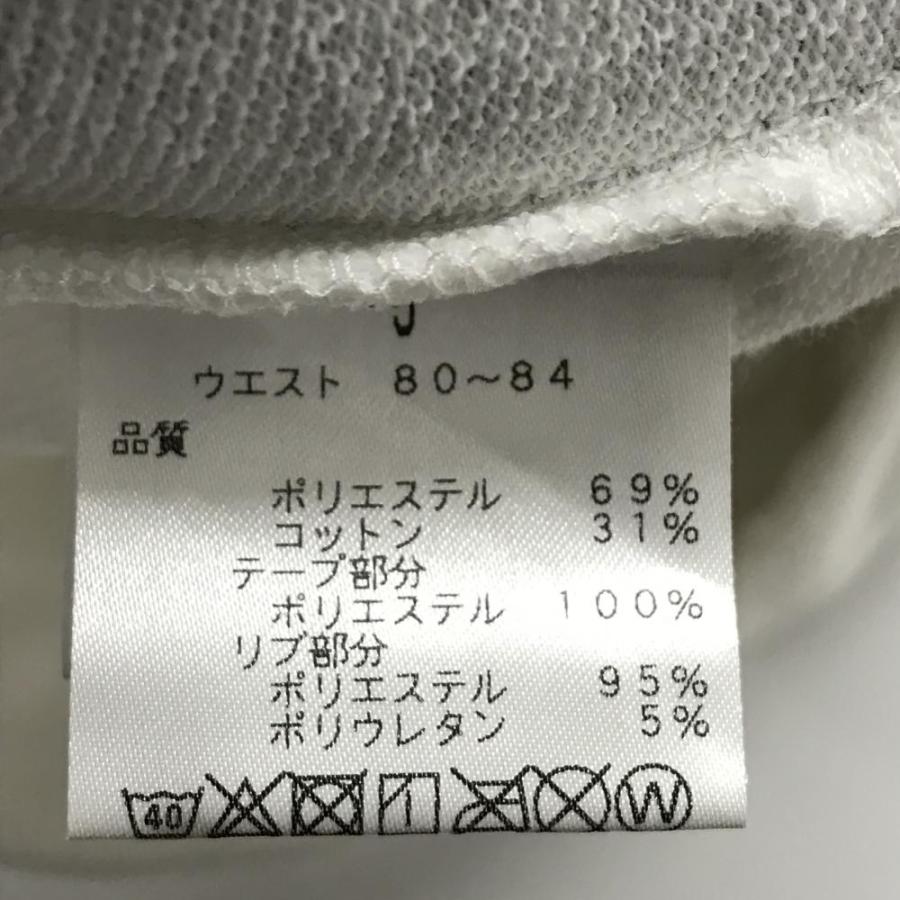 ウエスト 80～84
品質
ポリエステル 69%
コットン 31%
テープ部分
ポリエステル 100%
リブ部分
ポリエステル 95%
ポリウレタン 5%
40 W